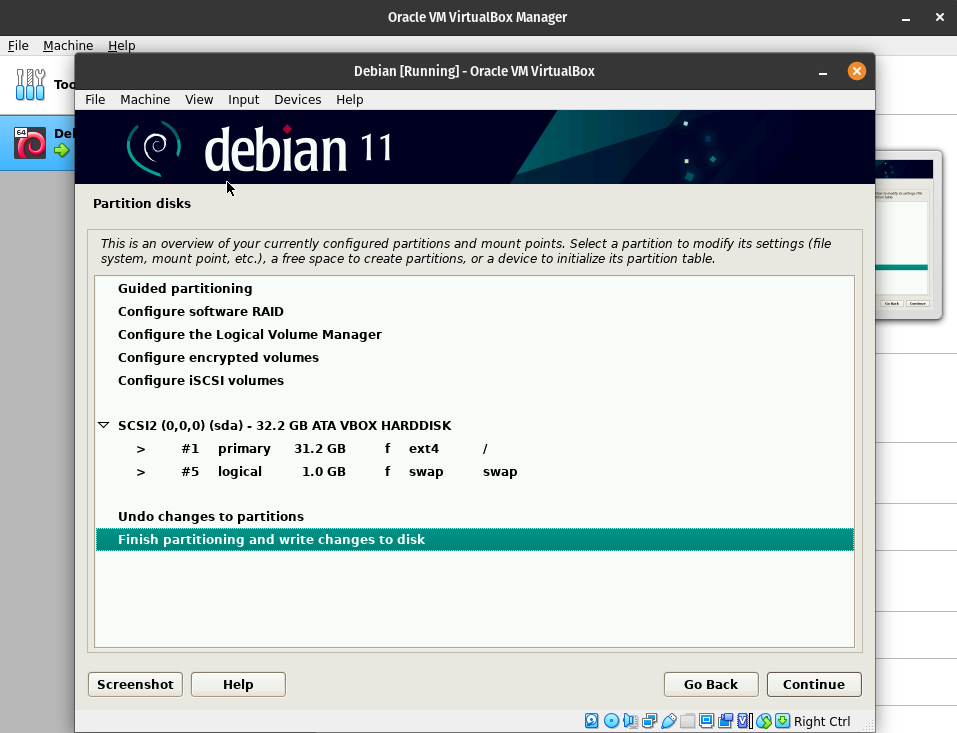 Oracle VM VirtualBox Manager
File Machine Help
Too
64
Deb
Debian [Running] - Oracle VM VirtualBox
File Machine View Input Devices Help
debian 11
Partition disks
This is an overview of your currently configured partitions and mount points. Select a partition to modify its settings (file
system, mount point, etc.), a free space to create partitions, or a device to initialize its partition table.
Guided partitioning
Configure software RAID
Configure the Logical Volume Manager
Configure encrypted volumes
Configure iSCSI volumes
SCSI2 (0,0,0) (sda) - 32.2 GB ATA VBOX HARDDISK
> #1 primary 31.2 GB f ext4 /
> #5 logical 1.0 GB f swap swap
Undo changes to partitions
Finish partitioning and write changes to disk
Screenshot Help Go Back Continue
Right Ctrl
Go Back Continue